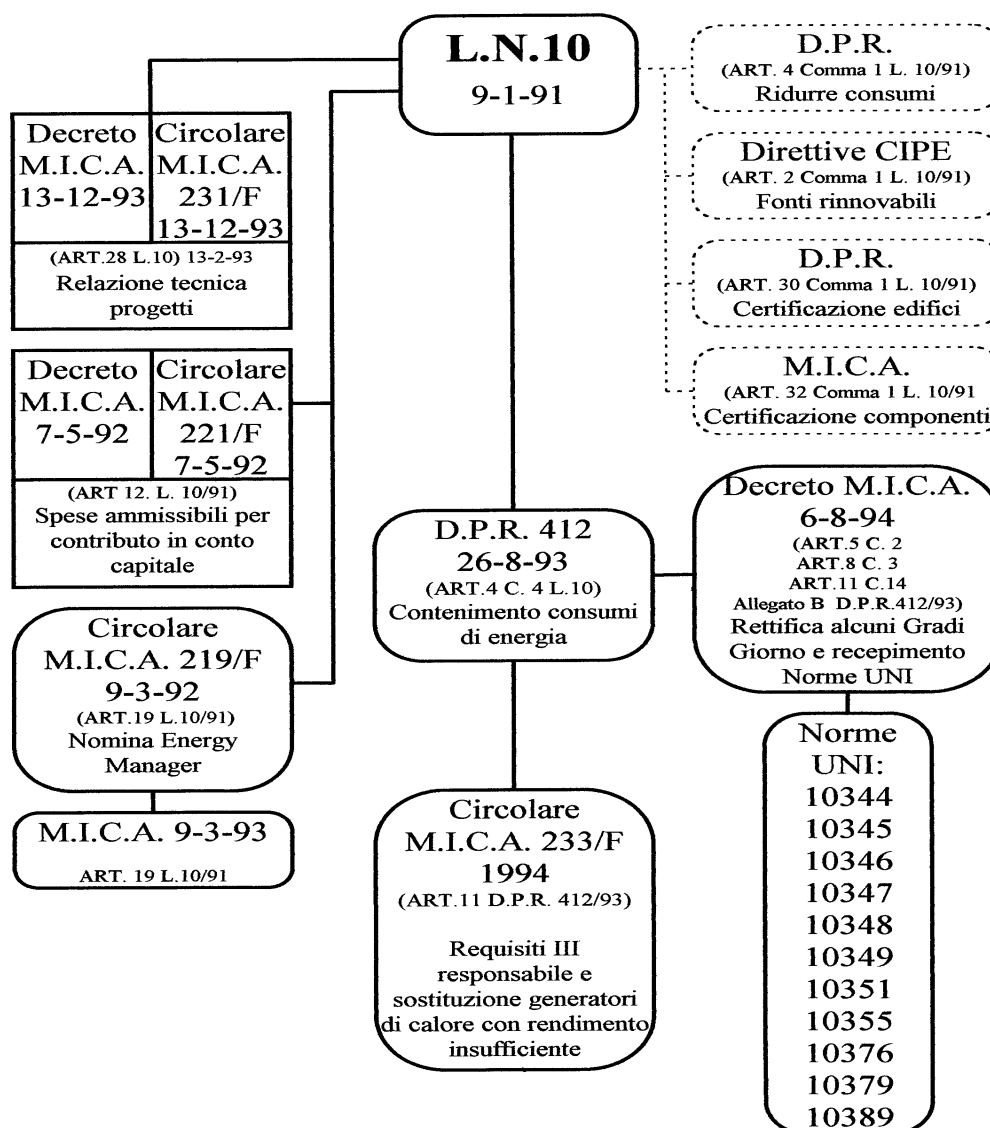 L.N.10
9-1-91
D.P.R.
(ART. 4 Comma 1 L. 10/91)
Ridurre consumi
Direttive CIPE
(ART. 2 Comma 1 L. 10/91)
Fonti rinnovabili
D.P.R.
(ART. 30 Comma 1 L. 10/91)
Certificazione edifici
M.I.C.A.
(ART. 32 Comma 1 L. 10/91
Certificazione componenti
Decreto
M.I.C.A.
13-12-93
Circolare
M.I.C.A.
231/F
13-12-93
(ART.28 L.10) 13-2-93
Relazione tecnica
progetti
Decreto
M.I.C.A.
7-5-92
Circolare
M.I.C.A.
221/F
7-5-92
(ART 12. L. 10/91)
Spese ammissibili per
contributo in conto
capitale
Circolare
M.I.C.A. 219/F
9-3-92
(ART.19 L.10/91)
Nomina Energy
Manager
M.I.C.A. 9-3-93
ART. 19 L.10/91
D.P.R. 412
26-8-93
(ART.4 C. 4 L.10)
Contenimento consumi
di energia
Circolare
M.I.C.A. 233/F
1994
(ART.11 D.P.R. 412/93)
Requisiti III
responsabile e
sostituzione generatori
di calore con rendimento
insufficiente
Decreto M.I.C.A.
6-8-94
(ART.5 C. 2
ART.8 C. 3
ART.11 C.14
Allegato B D.P.R.412/93)
Rettifica alcuni Gradi
Giorno e recepimento
Norme UNI
Norme
UNI:
10344
10345
10346
10347
10348
10349
10351
10355
10376
10379
10389